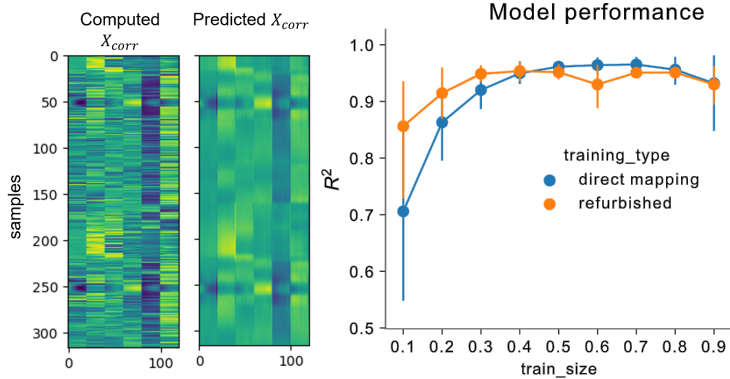 Computed
X_corr
Predicted X_corr
Model performance
samples
0
50
100
150
200
250
300
0
100
0
100
R²
1.0
0.9
0.8
0.7
0.6
0.5
training_type
direct mapping
refurbished
0.1 0.2 0.3 0.4 0.5 0.6 0.7 0.8 0.9
train_size